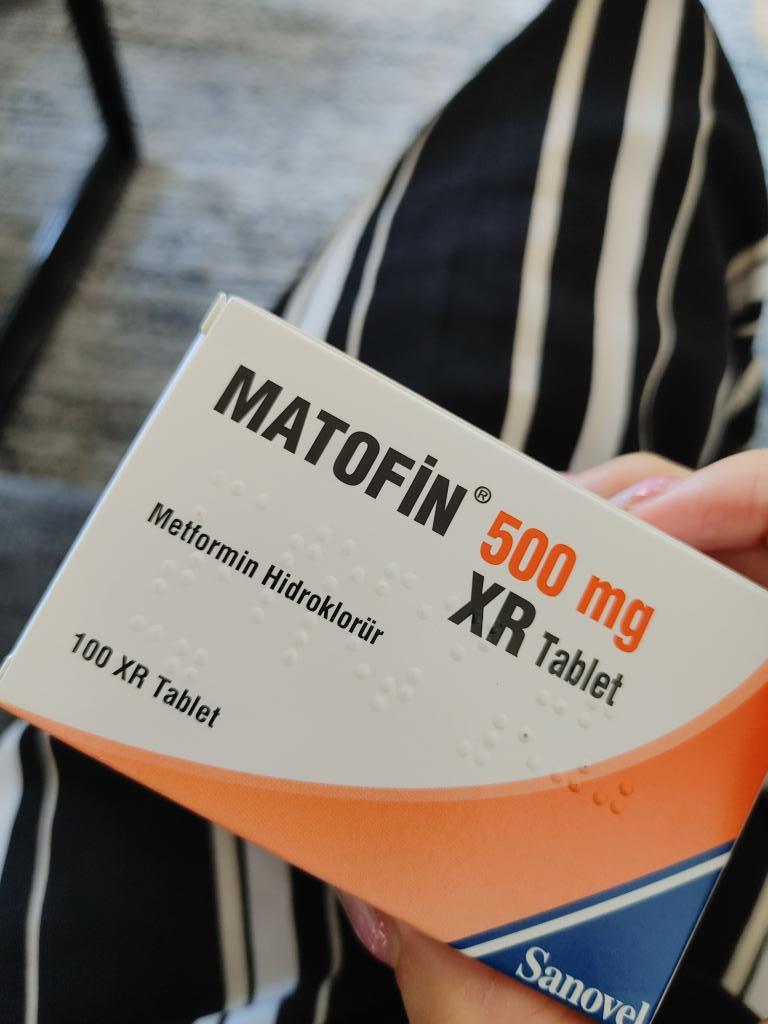 MATOFİN® 500 mg
XR Tablet
Metformin Hidroklorür
100 XR Tablet
Sanovel